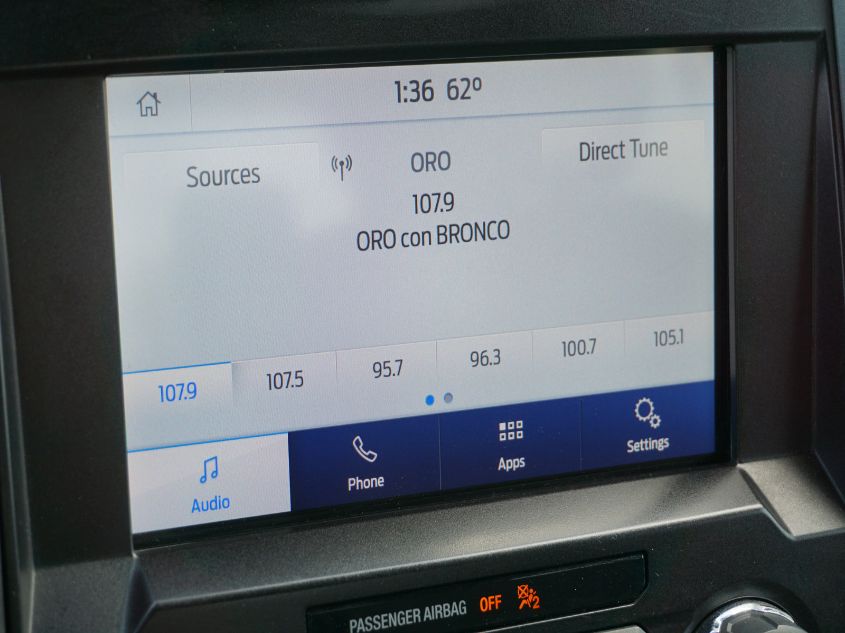 1:36 62º
Sources
ORO
Direct Tune
107.9
ORO con BRONCO
107.9 107.5 95.7 96.3 100.7 105.1
Audio Phone Apps Settings
PASSENGER AIRBAG OFF 2